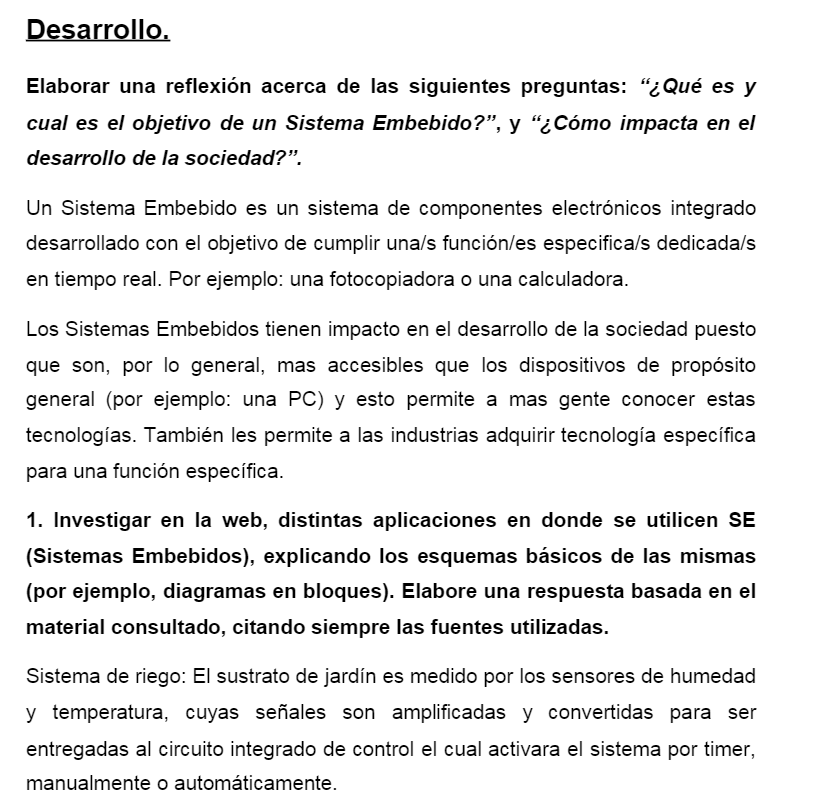 Desarrollo.
Elaborar una reflexión acerca de las siguientes preguntas: “¿Qué es y
cual es el objetivo de un Sistema Embebido?”, y “¿Cómo impacta en el
desarrollo de la sociedad?”.
Un Sistema Embebido es un sistema de componentes electrónicos integrado
desarrollado con el objetivo de cumplir una/s función/es especifica/s dedicada/s
en tiempo real. Por ejemplo: una fotocopiadora o una calculadora.
Los Sistemas Embebidos tienen impacto en el desarrollo de la sociedad puesto
que son, por lo general, mas accesibles que los dispositivos de propósito
general (por ejemplo: una PC) y esto permite a mas gente conocer estas
tecnologías. También les permite a las industrias adquirir tecnología específica
para una función específica.
1. Investigar en la web, distintas aplicaciones en donde se utilicen SE
(Sistemas Embebidos), explicando los esquemas básicos de las mismas
(por ejemplo, diagramas en bloques). Elabore una respuesta basada en el
material consultado, citando siempre las fuentes utilizadas.
Sistema de riego: El sustrato de jardín es medido por los sensores de humedad
y temperatura, cuyas señales son amplificadas y convertidas para ser
entregadas al circuito integrado de control el cual activara el sistema por timer,
manualmente o automáticamente.